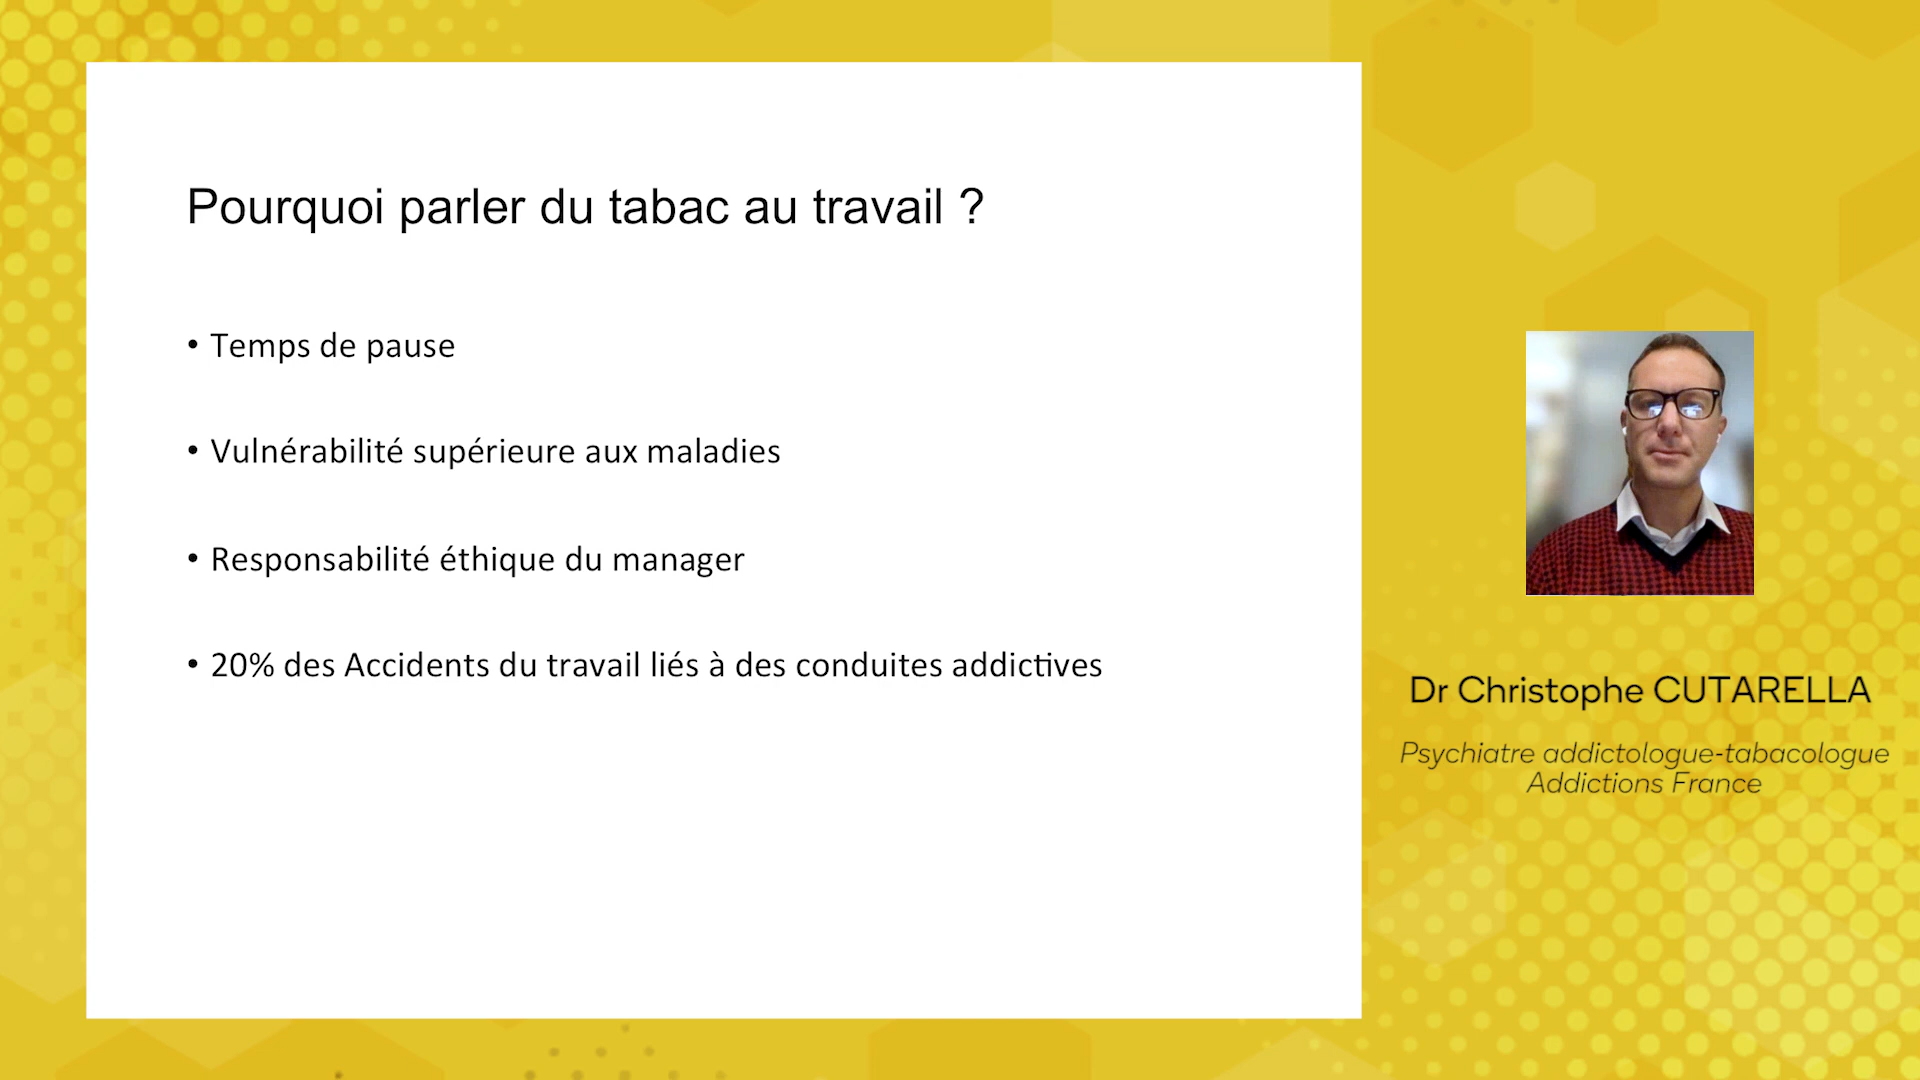 Pourquoi parler du tabac au travail ?
• Temps de pause
• Vulnérabilité supérieure aux maladies
• Responsabilité éthique du manager
• 20% des Accidents du travail liés à des conduites addictives
Dr Christophe CUTARELLA
Psychiatre addictologue-tabacologue
Addictions France